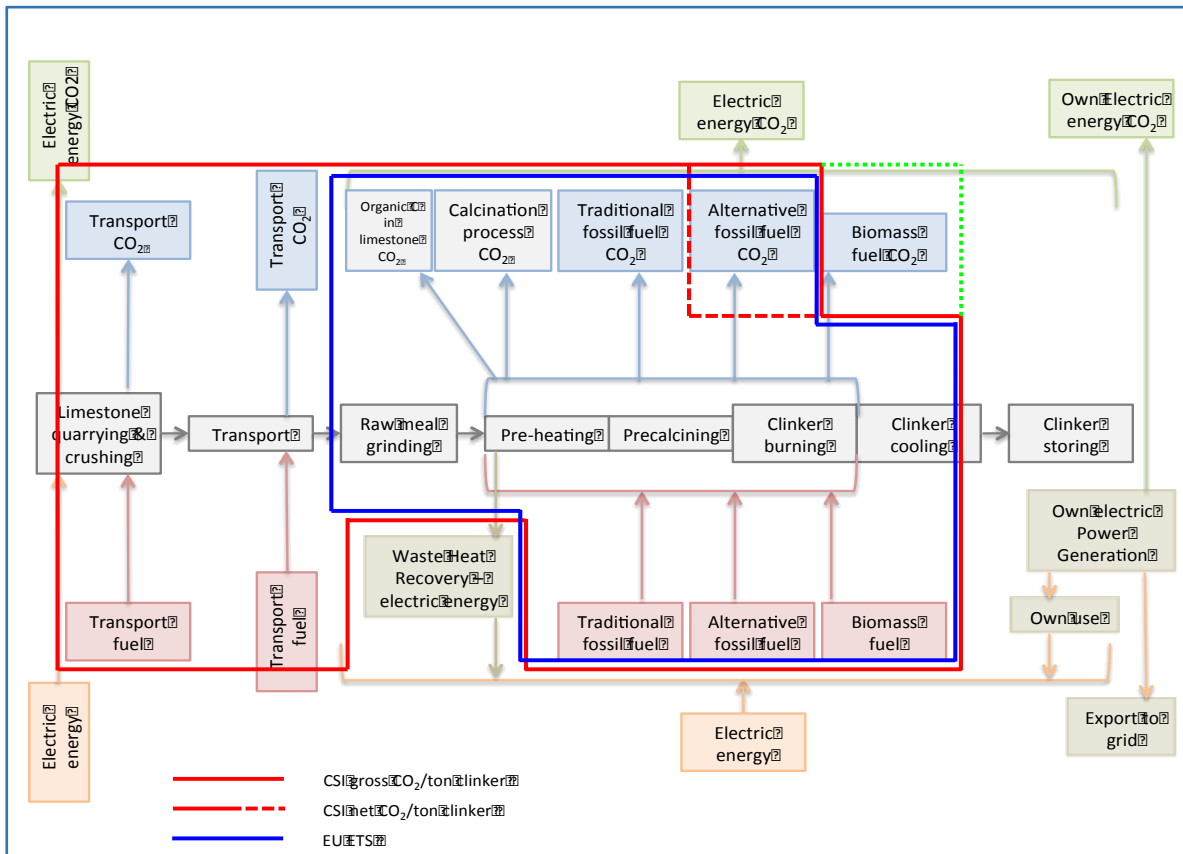 Electric
energy CO2
Electric
energy CO₂
Own Electric
energy CO₂
Transport
CO₂
Transport
CO₂
Organic C
in
limestone
CO₂
Calcination
process
CO₂
Traditional
fossil fuel
CO₂
Alternative
fossil fuel
CO₂
Biomass
fuel CO₂
Limestone
quarrying &
crushing
Transport
Raw meal
grinding
Pre-heating
Precalcining
Clinker
burning
Clinker
cooling
Clinker
storing
Waste Heat
Recovery –
electric energy
Own electric
Power
Generation
Transport
fuel
Transport
fuel
Traditional
fossil fuel
Alternative
fossil fuel
Biomass
fuel
Own use
Electric
energy
Electric
energy
Export to
grid
CSI gross CO₂/ton clinker
CSI net CO₂/ton clinker
EU ETS